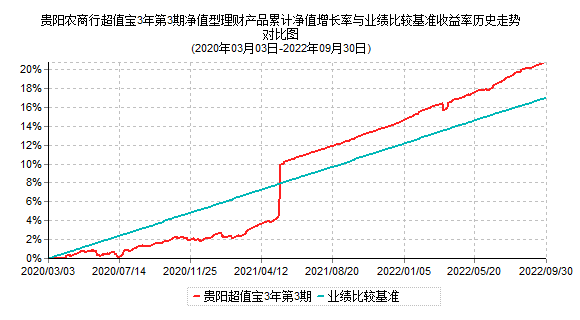 贵阳农商行超值宝3年第3期净值型理财产品累计净值增长率与业绩比较基准收益率历史走势
对比图
(2020年03月03日-2022年09月30日)
20%
18%
16%
14%
12%
10%
8%
6%
4%
2%
0%
2020/03/03 2020/07/14 2020/11/25 2021/04/12 2021/08/20 2022/01/05 2022/05/20 2022/09/30
贵阳超值宝3年第3期 业绩比较基准